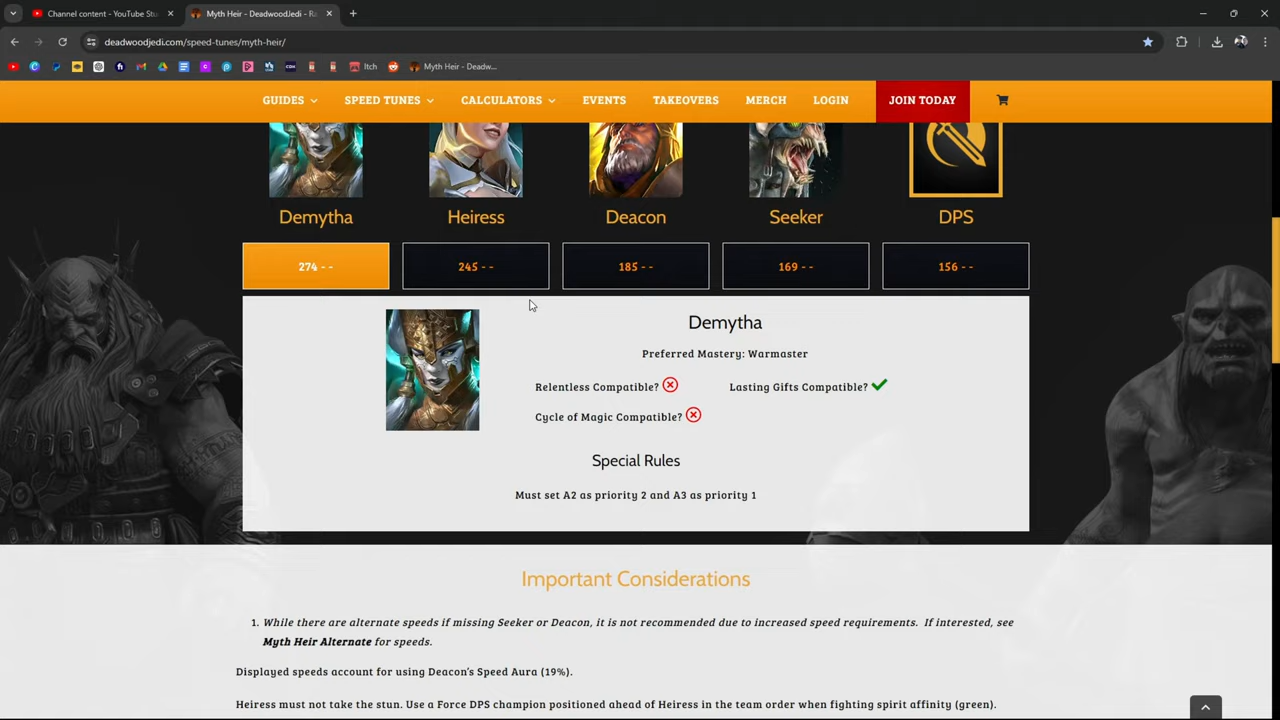 Channel content - YouTube Stu
Myth Heir - DeadwoodJedi - Ra
deadwoodjedi.com/speed-tunes/myth-heir/
Itch
Myth Heir - Deadw...
GUIDES
SPEED TUNES
CALCULATORS
EVENTS
TAKEOVERS
MERCH
LOGIN
JOIN TODAY
Demytha
Heiress
Deacon
Seeker
DPS
274 - -
245 - -
185 - -
169 - -
156 - -
Demytha
Preferred Mastery: Warmaster
Relentless Compatible?
Lasting Gifts Compatible?
Cycle of Magic Compatible?
Special Rules
Must set A2 as priority 2 and A3 as priority 1
Important Considerations
1. While there are alternate speeds if missing Seeker or Deacon, it is not recommended due to increased speed requirements. If interested, see
Myth Heir Alternate for speeds.
Displayed speeds account for using Deacon's Speed Aura (19%).
Heiress must not take the stun. Use a Force DPS champion positioned ahead of Heiress in the team order when fighting spirit affinity (green).